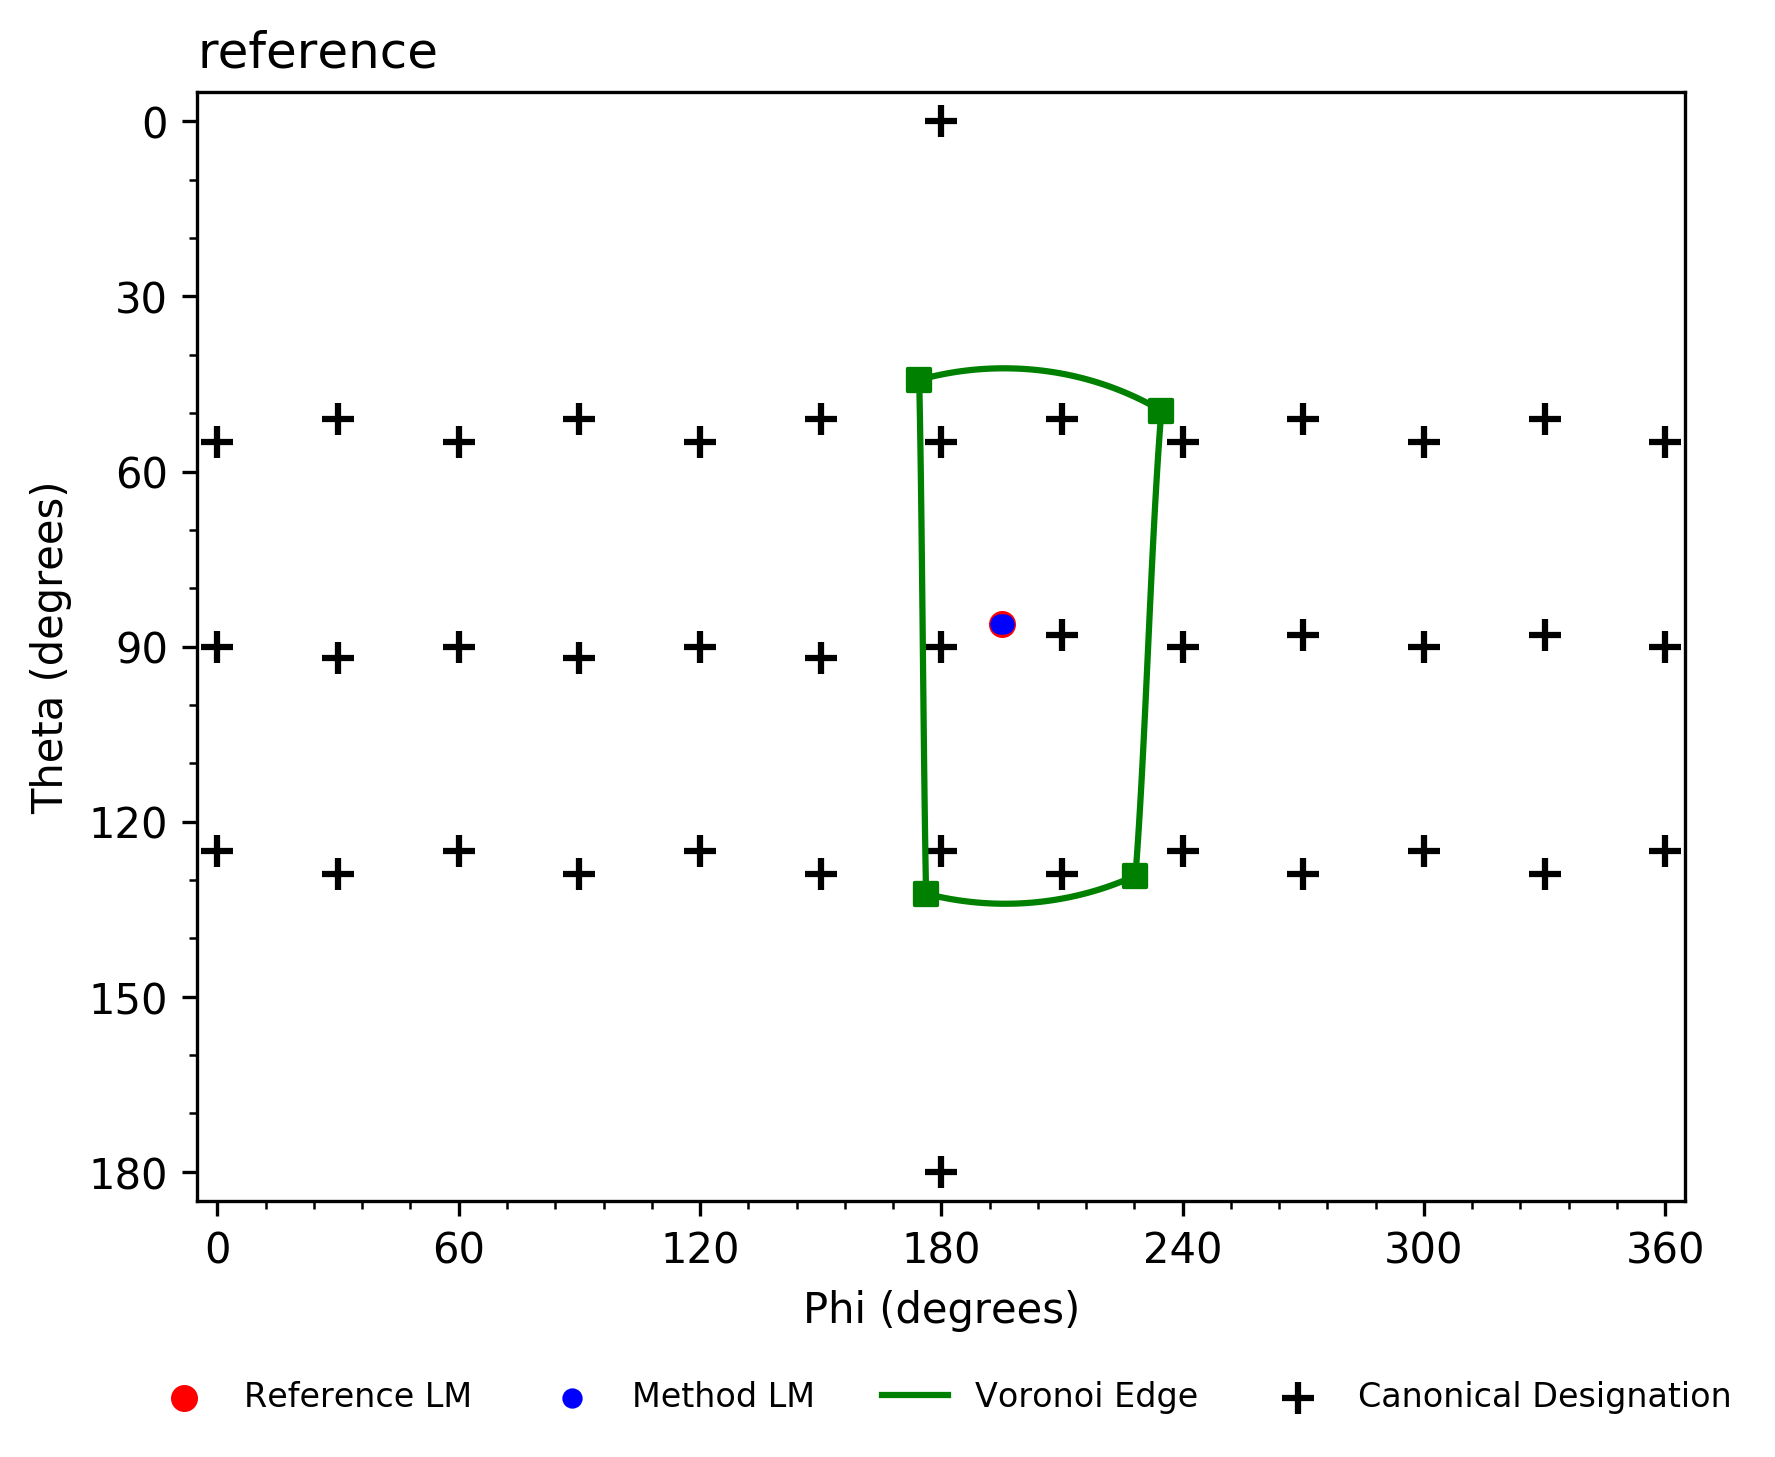 reference
0
30
60
90
120
150
180
Theta (degrees)
0 60 120 180 240 300 360
Phi (degrees)
Reference LM Method LM Voronoi Edge Canonical Designation